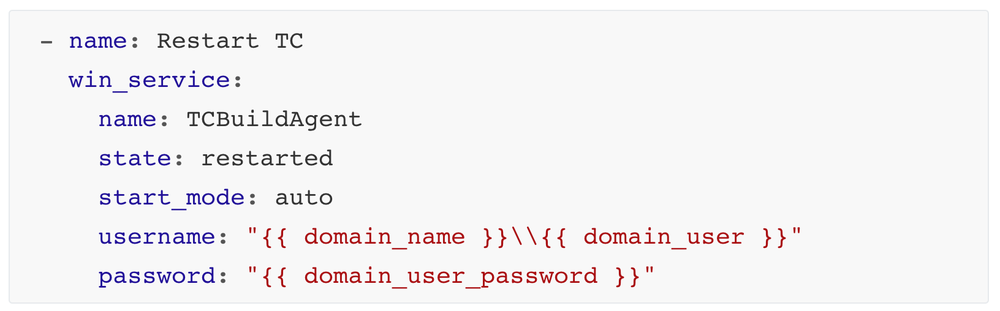 - name: Restart TC
  win_service:
    name: TCBuildAgent
    state: restarted
    start_mode: auto
    username: "{{ domain_name }}\\{{ domain_user }}"
    password: "{{ domain_user_password }}"